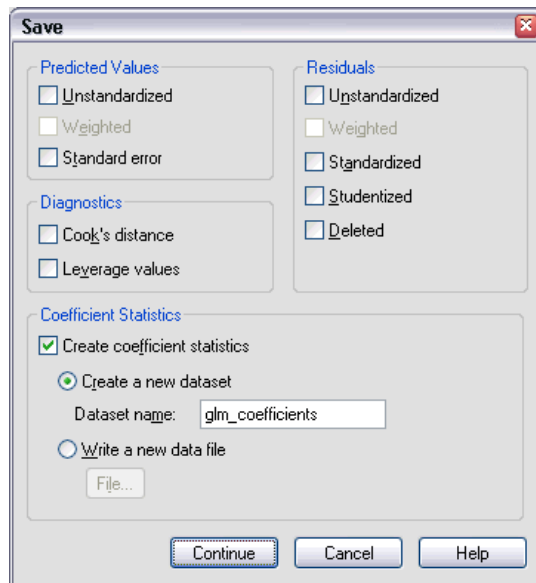 Save
Predicted Values
Unstandardized
Weighted
Standard error
Diagnostics
Cook's distance
Leverage values
Residuals
Unstandardized
Weighted
Standardized
Studentized
Deleted
Coefficient Statistics
Create coefficient statistics
Create a new dataset
Dataset name: glm_coefficients
Write a new data file
File...
Continue Cancel Help